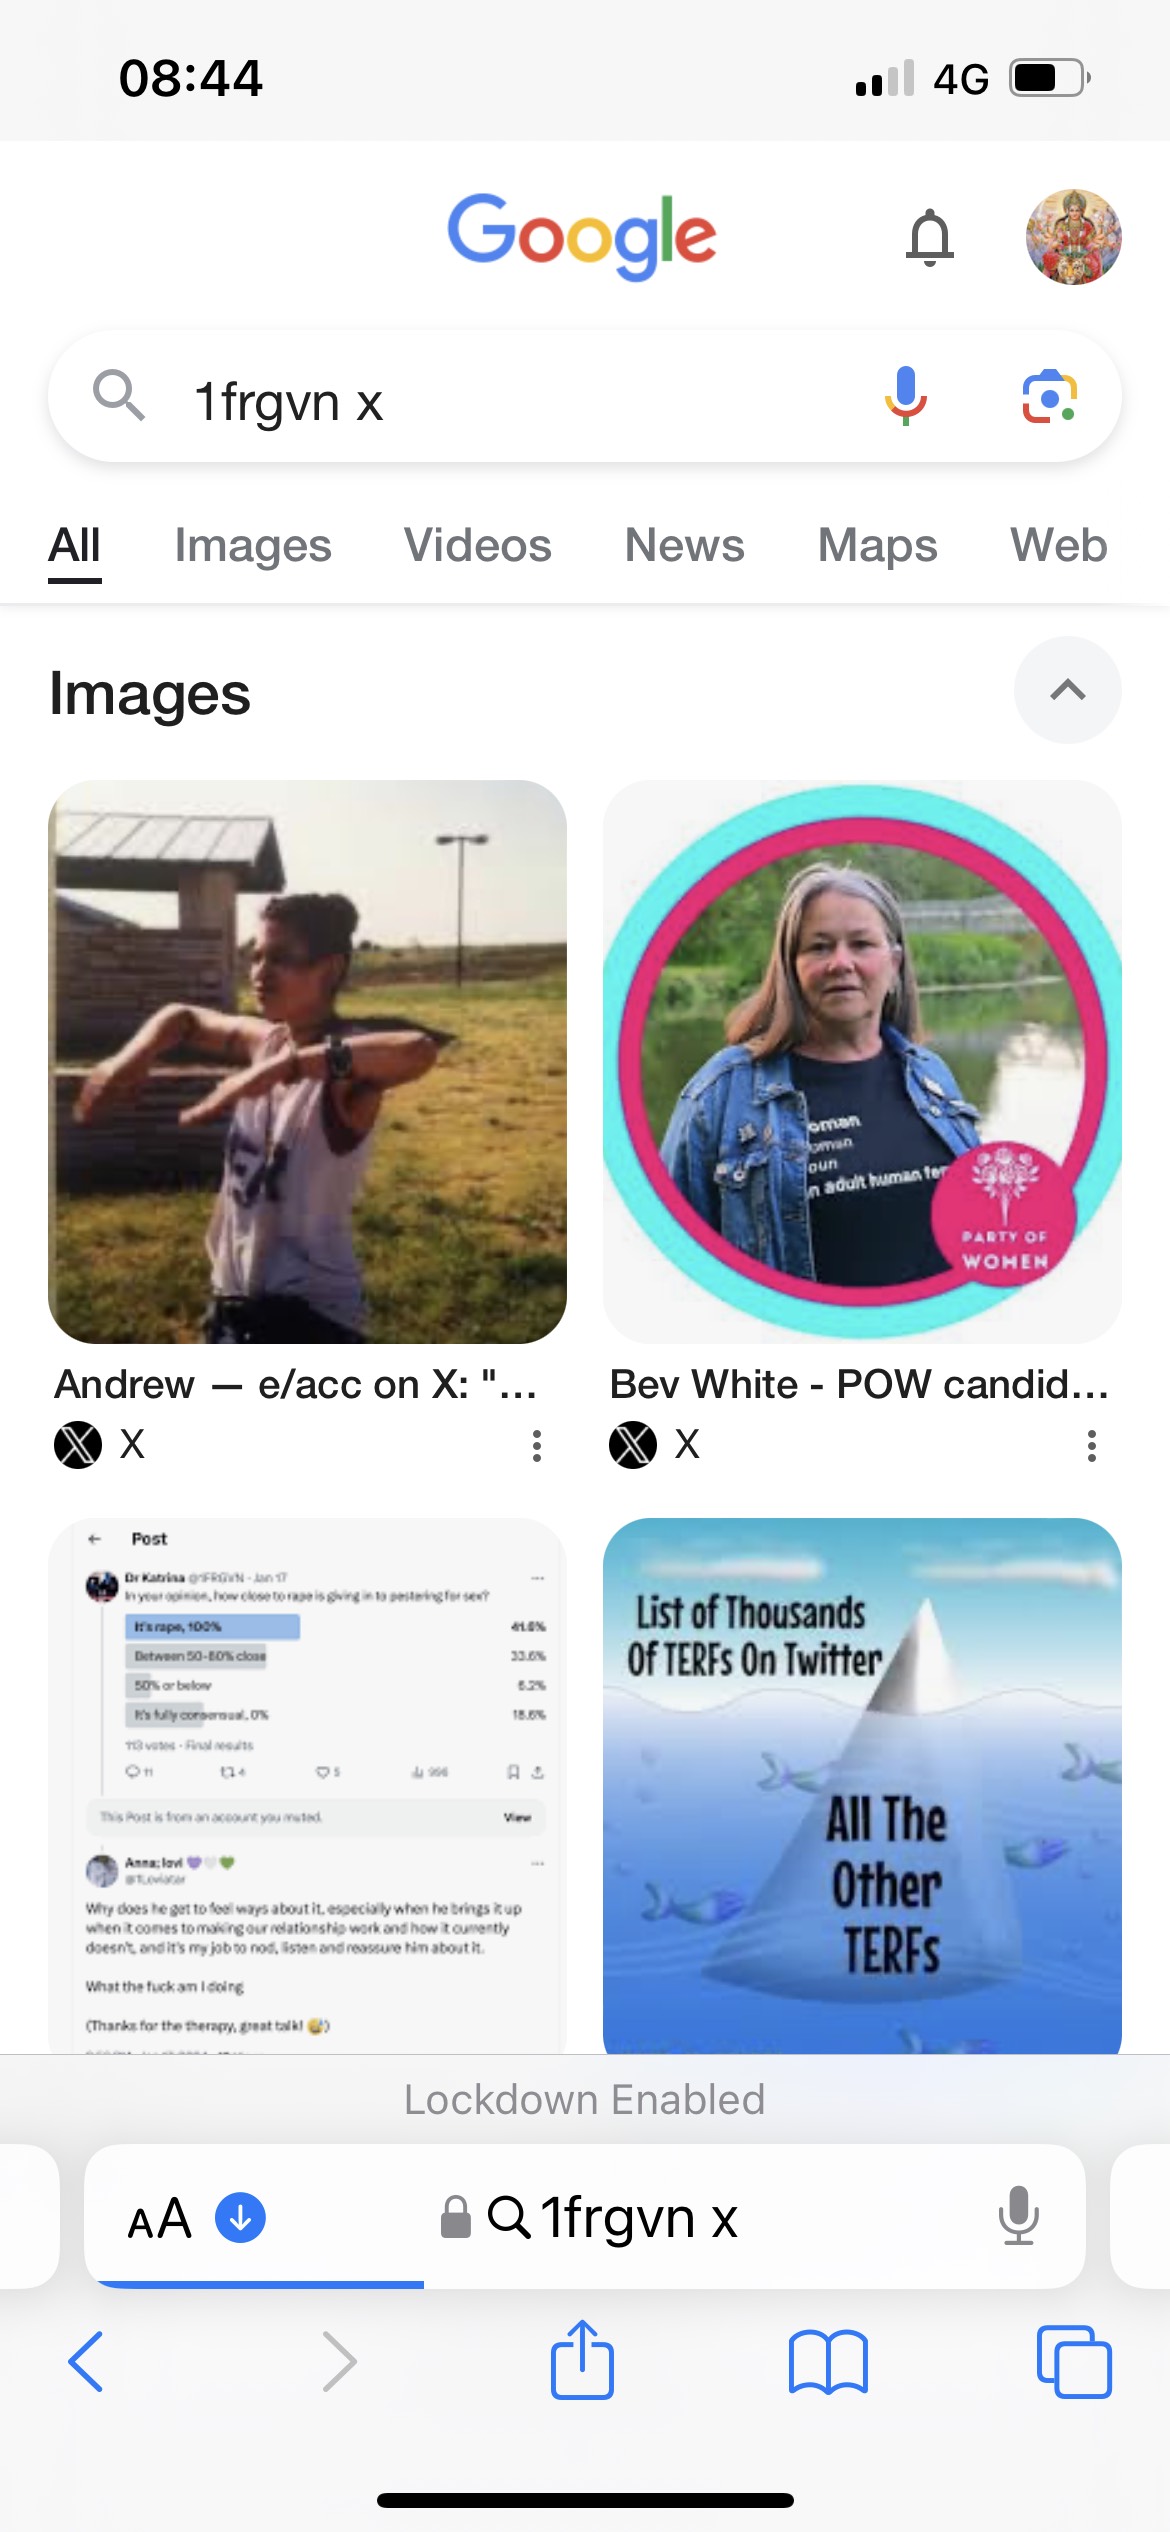 08:44
4G
Google
1frgvn x
All Images Videos News Maps Web
Images
oman
oman
oun
n adult human fem
PARTY OF
WOMEN
Andrew — e/acc on X: "...
X
Bev White - POW candid...
X
Post
Dr Katrina @1FRGVN · Jan 17
In your opinion, how close to rape is giving in to pestering for sex?
It's rape, 100% 41.6%
Between 50-80% close 33.6%
50% or below 6.2%
It's fully consensual, 0% 18.6%
113 votes · Final results
11 4 5 996
This Post is from an account you muted. View
Anna; lovi
@1Loviatar
Why does he get to feel ways about it, especially when he brings it up
when it comes to making our relationship work and how it currently
doesn't, and it's my job to nod, listen and reassure him about it.
What the fuck am I doing
(Thanks for the therapy, great talk! 😅)
List of Thousands
Of TERFs On Twitter
All The
Other
TERFs
Lockdown Enabled
AA 1frgvn x